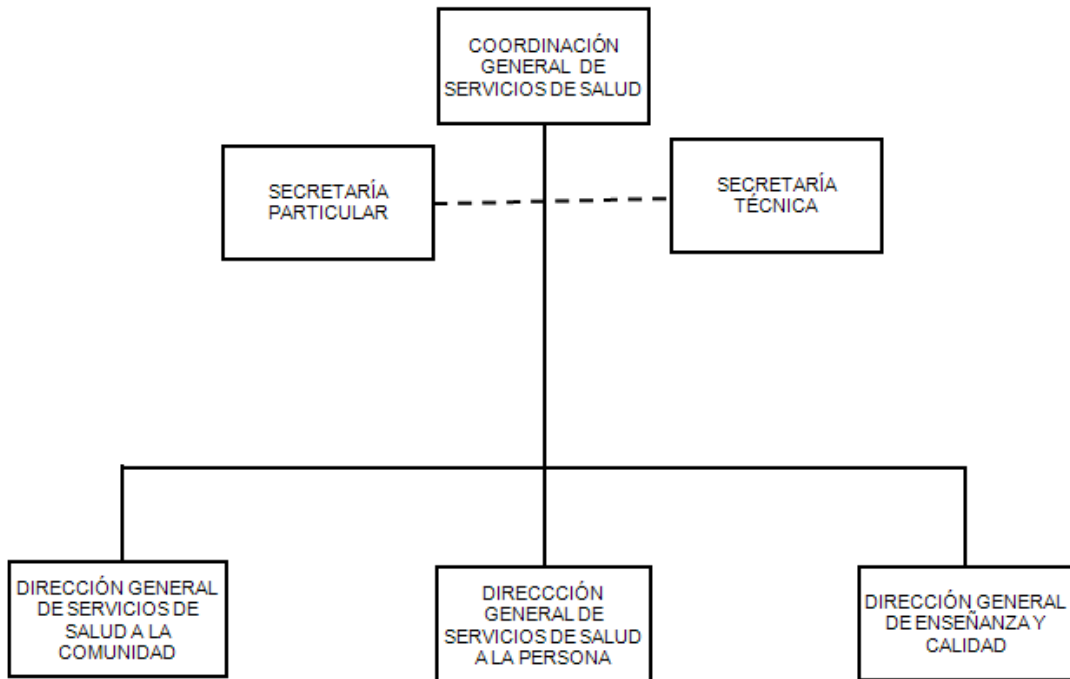 COORDINACIÓN
GENERAL DE
SERVICIOS DE SALUD
SECRETARÍA
PARTICULAR
SECRETARÍA
TÉCNICA
DIRECCIÓN GENERAL
DE SERVICIOS DE
SALUD A LA
COMUNIDAD
DIRECCCIÓN
GENERAL DE
SERVICIOS DE SALUD
A LA PERSONA
DIRECCIÓN GENERAL
DE ENSEÑANZA Y
CALIDAD